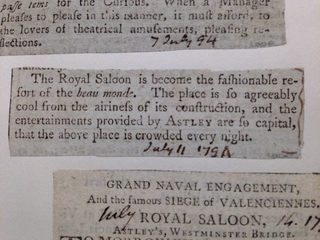 pass tems for the Curious. When a Manager
pleases to please in this manner, it must afford, to
the lovers of theatrical amusements, pleasing re-
flections.
7 July 94
The Royal Saloon is become the fashionable re-
sort of the beau monde. The place is so agreeably
cool from the airiness of its construction, and the
entertainments provided by ASTLEY are so capital,
that the above place is crowded every night.
July 11 1794
GRAND NAVAL ENGAGEMENT,
And the famous SIEGE of VALENCIENNES.
July ROYAL SALOON, 14. 17
ASTLEY'S, WESTMINSTER BRIDGE.